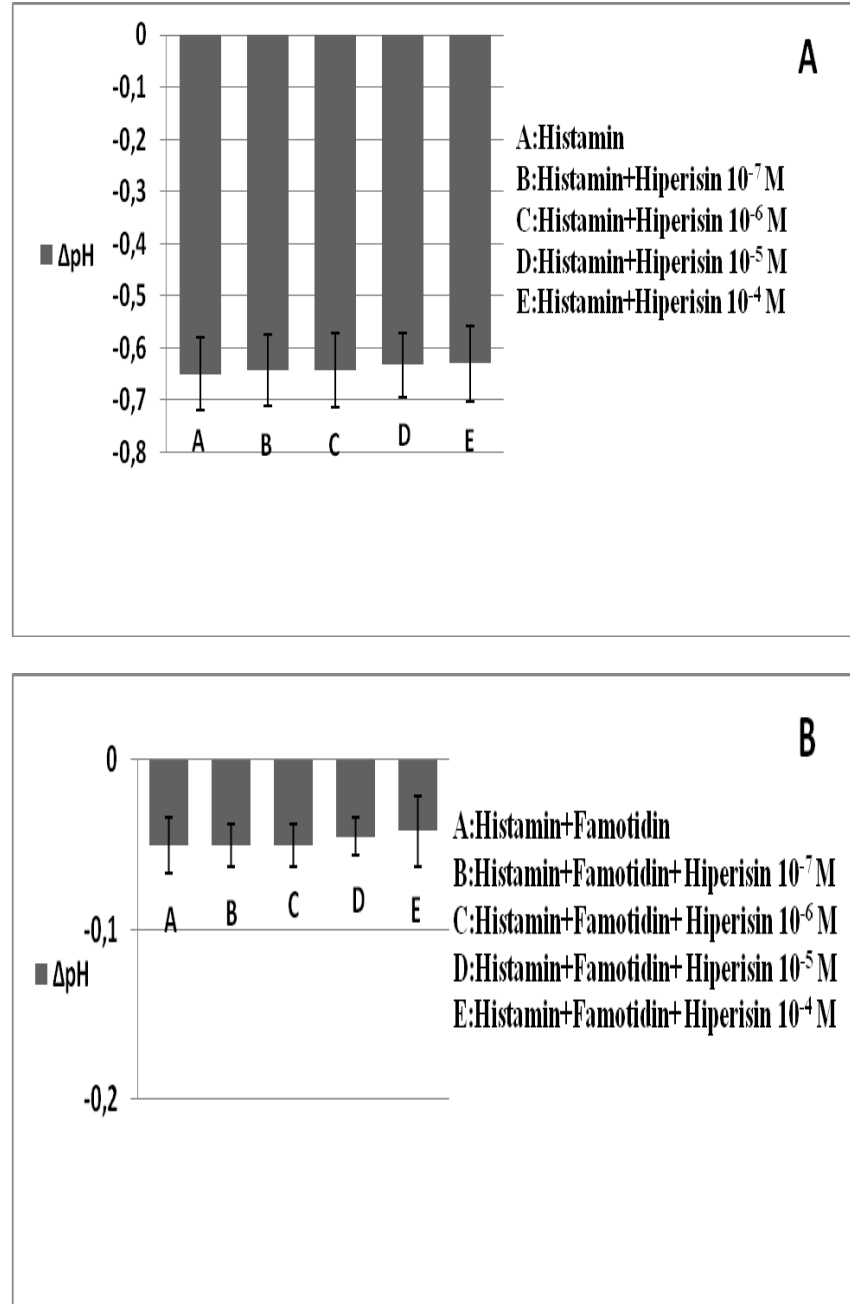 A
0
-0,1
-0,2
-0,3
-0,4
-0,5
-0,6
-0,7
-0,8
ΔpH
A B C D E
A:Histamin
B:Histamin+Hiperisin 10⁻⁷ M
C:Histamin+Hiperisin 10⁻⁶ M
D:Histamin+Hiperisin 10⁻⁵ M
E:Histamin+Hiperisin 10⁻⁴ M
B
0
-0,1
-0,2
ΔpH
A B C D E
A:Histamin+Famotidin
B:Histamin+Famotidin+Hiperisin 10⁻⁷ M
C:Histamin+Famotidin+Hiperisin 10⁻⁶ M
D:Histamin+Famotidin+Hiperisin 10⁻⁵ M
E:Histamin+Famotidin+Hiperisin 10⁻⁴ M